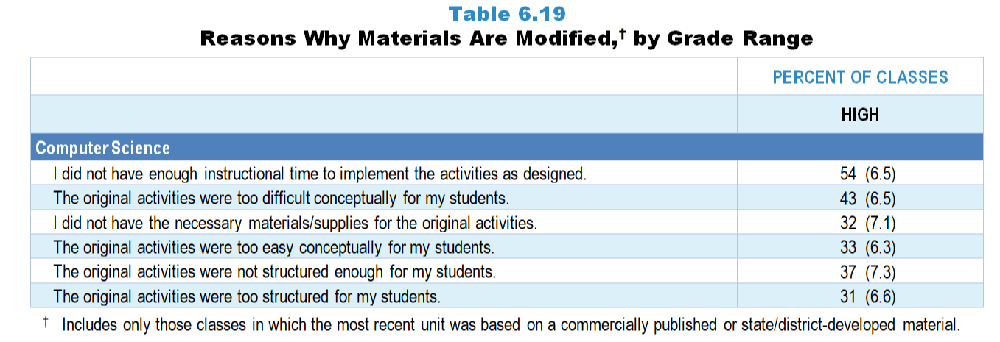 Table 6.19
Reasons Why Materials Are Modified,† by Grade Range
PERCENT OF CLASSES
HIGH
Computer Science
I did not have enough instructional time to implement the activities as designed. 54 (6.5)
The original activities were too difficult conceptually for my students. 43 (6.5)
I did not have the necessary materials/supplies for the original activities. 32 (7.1)
The original activities were too easy conceptually for my students. 33 (6.3)
The original activities were not structured enough for my students. 37 (7.3)
The original activities were too structured for my students. 31 (6.6)
† Includes only those classes in which the most recent unit was based on a commercially published or state/district-developed material.